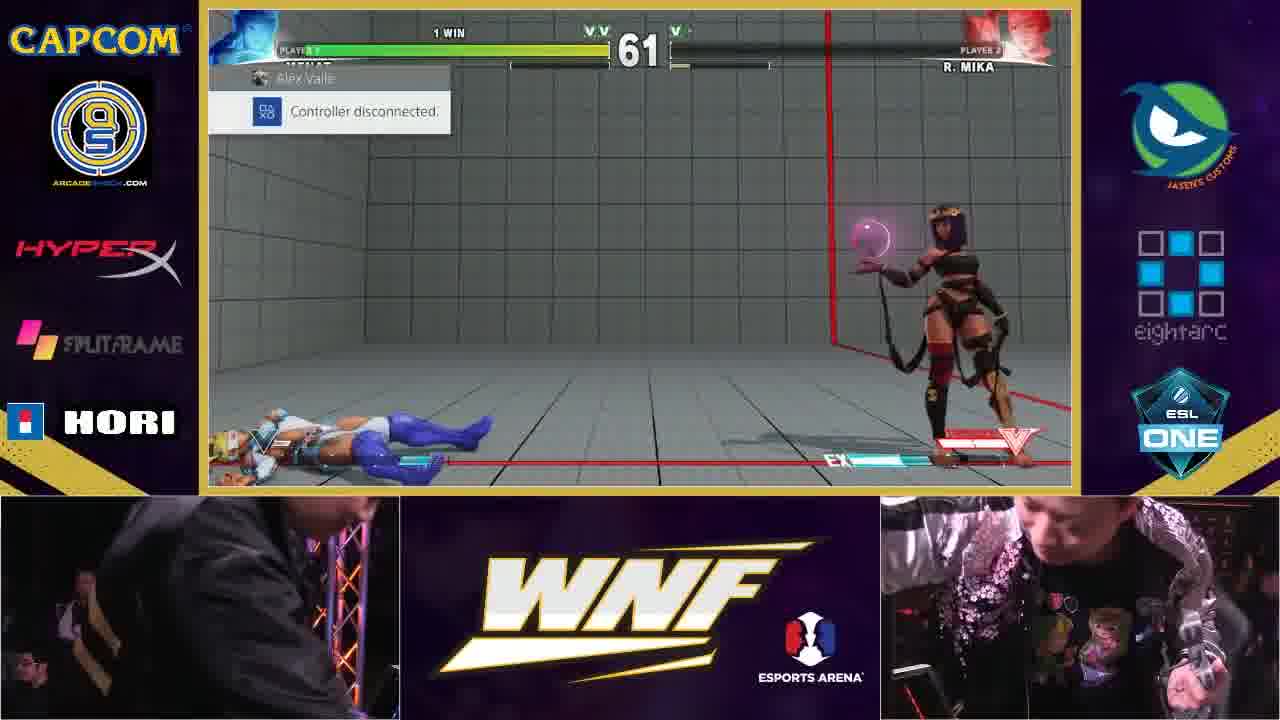 CAPCOM
ARCADESHOCK.COM
HYPERX
SPLITFRAME
HORI
1 WIN
PLAYER 1
MENAT
61
PLAYER 2
R. MIKA
Alex Valle
Controller disconnected.
EX
JASEN'S CUSTOMS
eightarc
ESL
ONE
WNF
ESPORTS ARENA